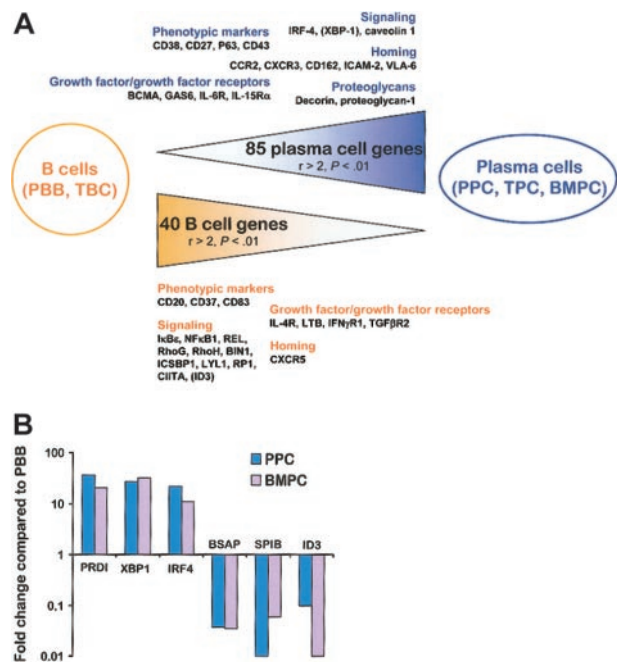 A
Signaling
IRF-4, (XBP-1), caveolin 1
Phenotypic markers
CD38, CD27, P63, CD43
Homing
CCR2, CXCR3, CD162, ICAM-2, VLA-6
Growth factor/growth factor receptors
BCMA, GAS6, IL-6R, IL-15Rα
Proteoglycans
Decorin, proteoglycan-1
B cells
(PBB, TBC)
85 plasma cell genes
r > 2, P < .01
Plasma cells
(PPC, TPC, BMPC)
40 B cell genes
r > 2, P < .01
Phenotypic markers
CD20, CD37, CD83
Growth factor/growth factor receptors
IL-4R, LTB, IFNγR1, TGFβR2
Signaling
IκBε, NFκB1, REL,
RhoG, RhoH, BIN1,
ICSBP1, LYL1, RP1,
CIITA, (ID3)
Homing
CXCR5
B
Fold change compared to PBB
100
10
1
0.1
0.01
PPC
BMPC
BSAP SPIB ID3
PRDI XBP1 IRF4